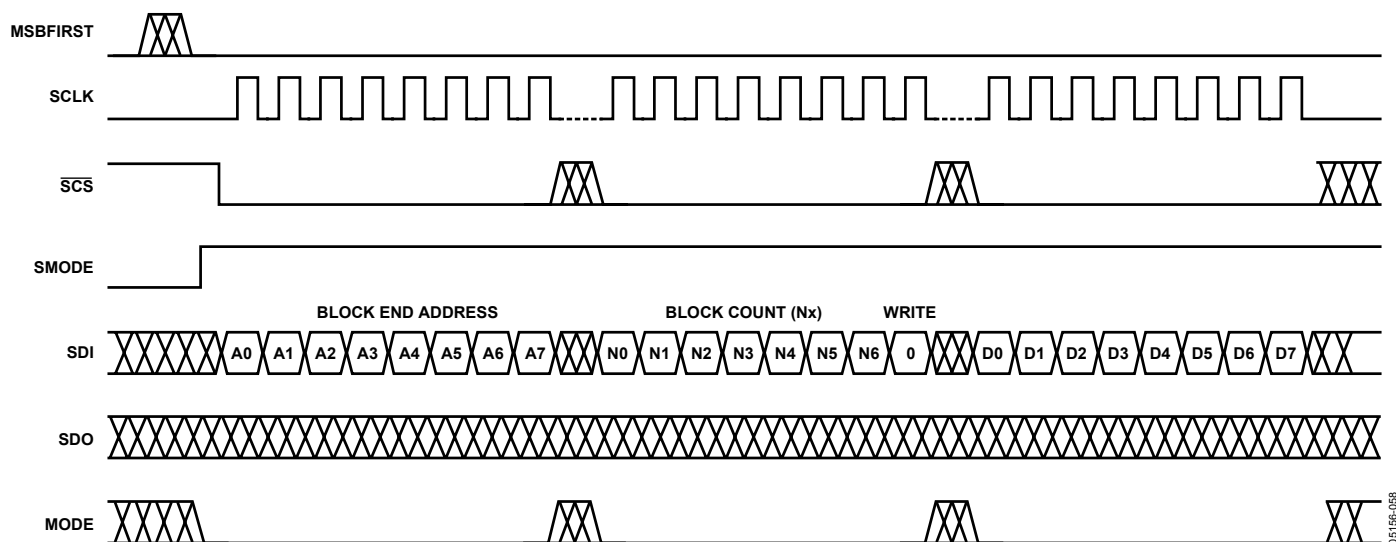 MSBFIRST
SCLK
SCS
SMODE
BLOCK END ADDRESS BLOCK COUNT (Nx) WRITE
SDI A0 A1 A2 A3 A4 A5 A6 A7 N0 N1 N2 N3 N4 N5 N6 0 D0 D1 D2 D3 D4 D5 D6 D7
SDO
MODE
05156-058